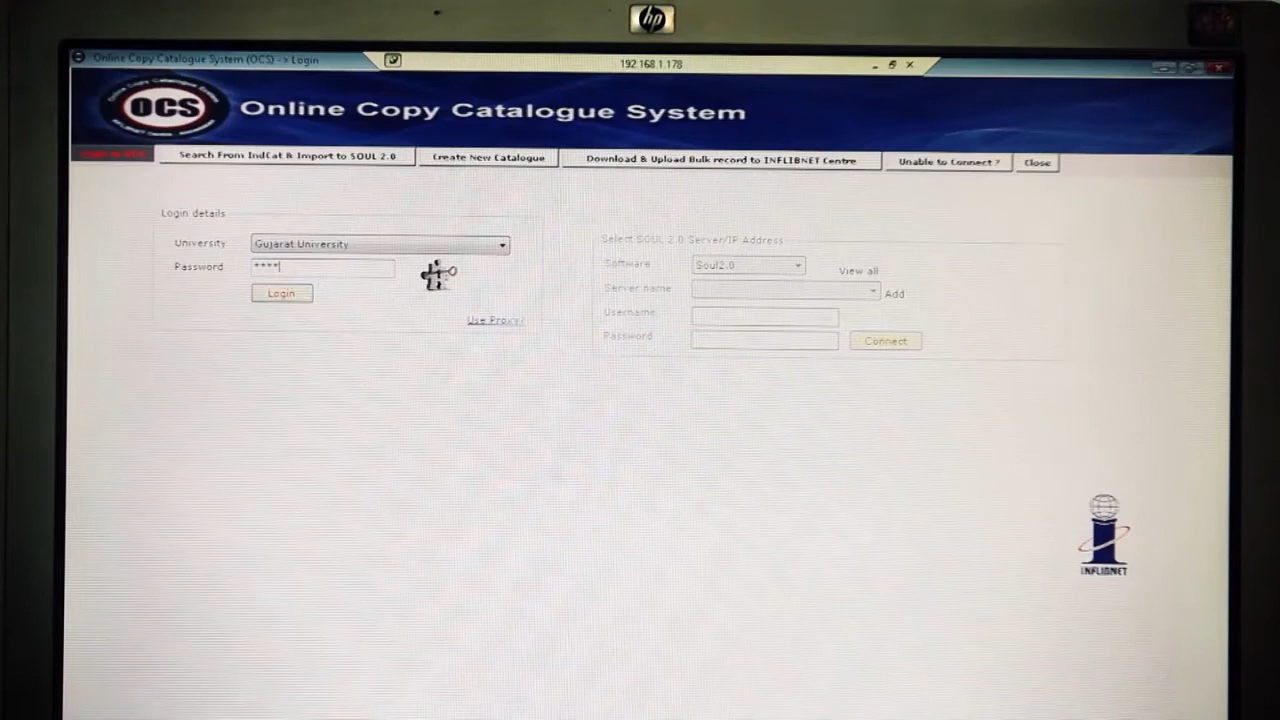 hp
Online Copy Catalogue System (OCS) -> Login
192.168.1.178
OCS
Online Copy Catalogue System
Search From IndCat & Import to SOUL 2.0
Create New Catalogue
Download & Upload Bulk record to INFLIBNET Centre
Unable to Connect ?
Close
Login details
University
Gujarat University
Password
****
Login
Use Proxy?
Select SOUL 2.0 Server/IP Address
Software
Soul2.0
View all
Server name
Add
Username
Password
Connect
INFLIBNET